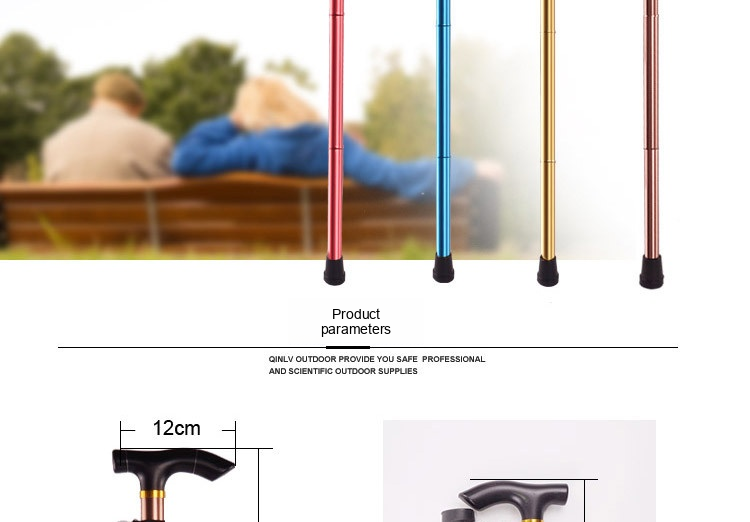 Product
parameters
QINLV OUTDOOR PROVIDE YOU SAFE PROFESSIONAL
AND SCIENTIFIC OUTDOOR SUPPLIES
12cm